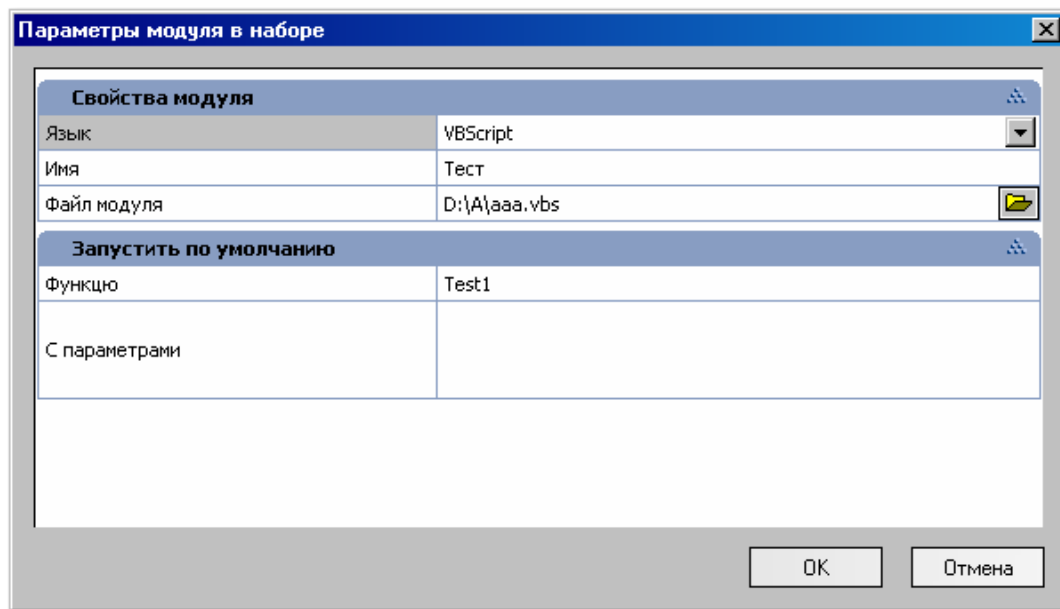 Параметры модуля в наборе
Свойства модуля
Язык VBScript
Имя Тест
Файл модуля D:\A\aaa.vbs
Запустить по умолчанию
Функцю Test1
С параметрами
OK Отмена